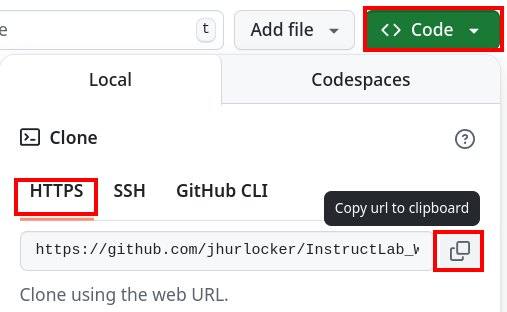 e t Add file Code
Local Codespaces
Clone
HTTPS SSH GitHub CLI
Copy url to clipboard
https://github.com/jhurlocker/InstructLab_W
Clone using the web URL.